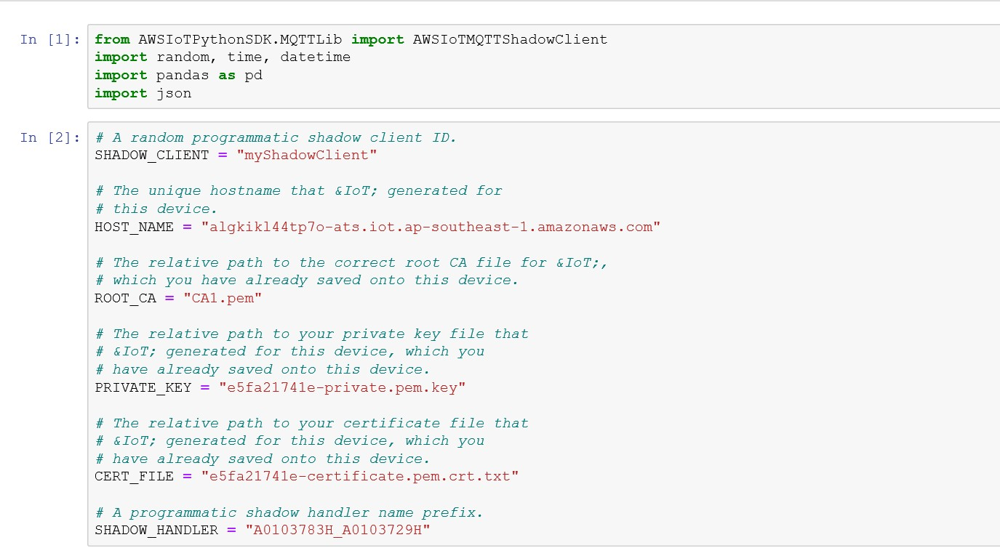 In [1]: from AWSIoTPythonSDK.MQTTLib import AWSIoTMQTTShadowClient
import random, time, datetime
import pandas as pd
import json
In [2]: # A random programmatic shadow client ID.
SHADOW_CLIENT = "myShadowClient"
# The unique hostname that &IoT; generated for
# this device.
HOST_NAME = "a1gkikl44tp7o-ats.iot.ap-southeast-1.amazonaws.com"
# The relative path to the correct root CA file for &IoT;,
# which you have already saved onto this device.
ROOT_CA = "CA1.pem"
# The relative path to your private key file that
# &IoT; generated for this device, which you
# have already saved onto this device.
PRIVATE_KEY = "e5fa21741e-private.pem.key"
# The relative path to your certificate file that
# &IoT; generated for this device, which you
# have already saved onto this device.
CERT_FILE = "e5fa21741e-certificate.pem.crt.txt"
# A programmatic shadow handler name prefix.
SHADOW_HANDLER = "A0103783H_A0103729H"